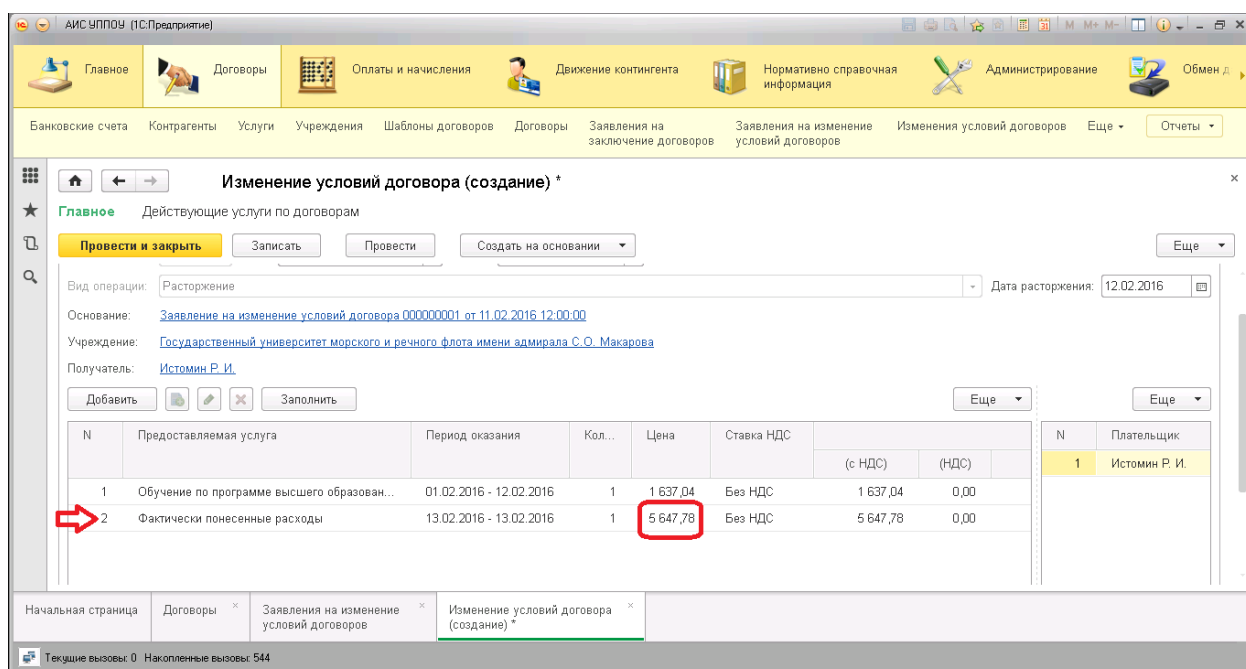 АИС УППОУ (1С:Предприятие)
M M+ M-
Главное
Договоры
Оплаты и начисления
Движение контингента
Нормативно справочная
информация
Администрирование
Обмен д
Банковские счета Контрагенты Услуги Учреждения Шаблоны договоров Договоры
Заявления на
заключение договоров
Заявления на изменение
условий договоров
Изменения условий договоров Еще Отчеты
Изменение условий договора (создание) *
Главное Действующие услуги по договорам
Провести и закрыть Записать Провести Создать на основании Еще
Вид операции: Расторжение Дата расторжения: 12.02.2016
Основание: Заявление на изменение условий договора 000000001 от 11.02.2016 12:00:00
Учреждение: Государственный университет морского и речного флота имени адмирала С.О. Макарова
Получатель: Истомин Р. И.
Добавить Заполнить Еще Еще
N Предоставляемая услуга Период оказания Кол... Цена Ставка НДС N Плательщик
(с НДС) (НДС) 1 Истомин Р. И.
1 Обучение по программе высшего образован... 01.02.2016 - 12.02.2016 1 1 637,04 Без НДС 1 637,04 0,00
2 Фактически понесенные расходы 13.02.2016 - 13.02.2016 1 5 647,78 Без НДС 5 647,78 0,00
Начальная страница
Договоры
Заявления на изменение
условий договоров
Изменение условий договора
(создание) *
Текущие вызовы: 0 Накопленные вызовы: 544